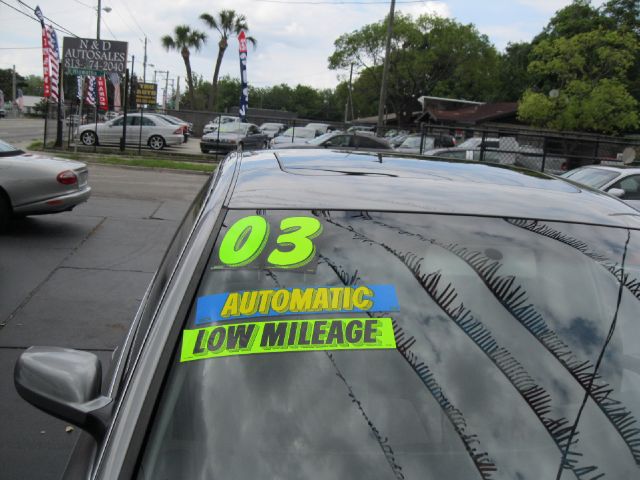 N & D
AUTOSALES
03
AUTOMATIC
LOW MILEAGE